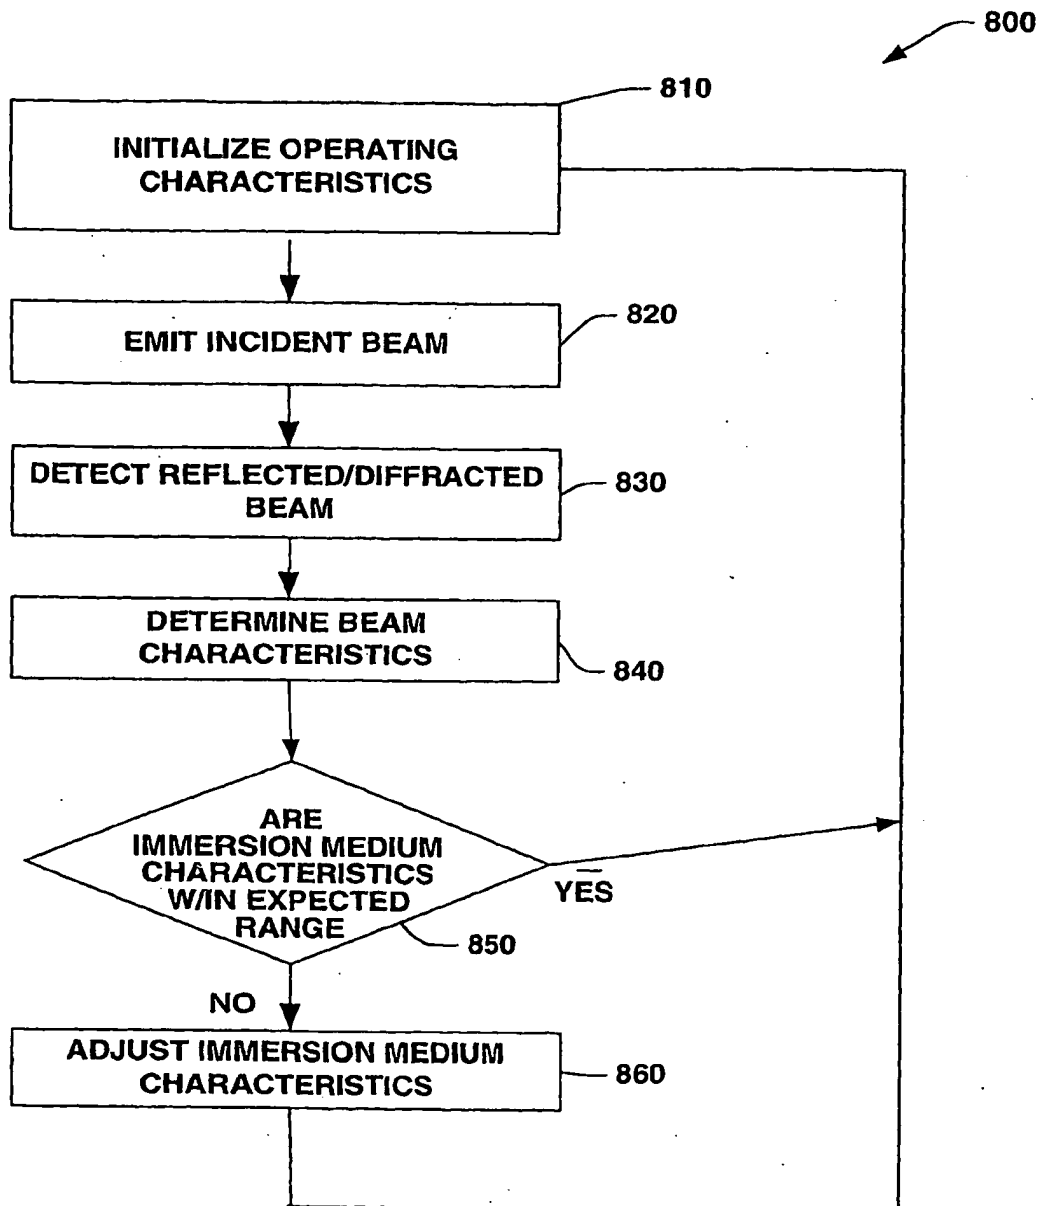 800
810
INITIALIZE OPERATING
CHARACTERISTICS
820
EMIT INCIDENT BEAM
DETECT REFLECTED/DIFFRACTED
BEAM
830
DETERMINE BEAM
CHARACTERISTICS
840
ARE
IMMERSION MEDIUM
CHARACTERISTICS
W/IN EXPECTED
RANGE
YES
850
NO
ADJUST IMMERSION MEDIUM
CHARACTERISTICS
860